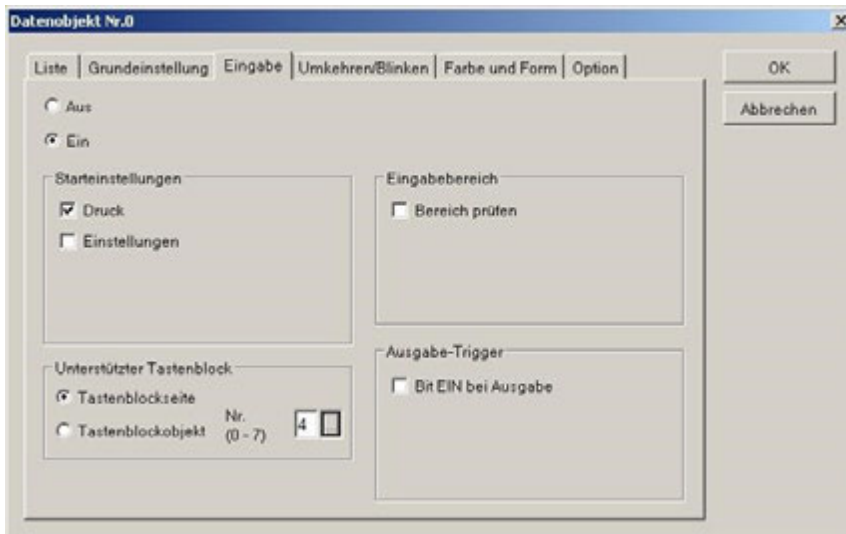 Datenobjekt Nr.0
Liste Grundeinstellung Eingabe Umkehren/Blinken Farbe und Form Option
OK
Abbrechen
Aus
Ein
Starteinstellungen
Druck
Einstellungen
Eingabebereich
Bereich prüfen
Unterstützter Tastenblock
Tastenblockseite
Tastenblockobjekt
Nr.
(0 - 7)
4
Ausgabe-Trigger
Bit EIN bei Ausgabe